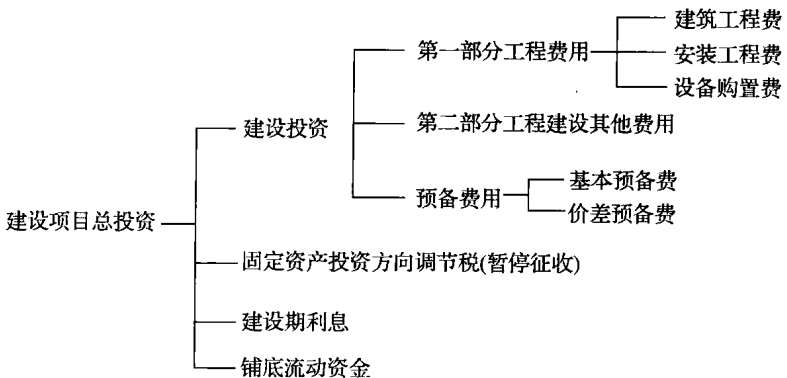 建筑工程费
第一部分工程费用
安装工程费
设备购置费
建设投资
第二部分工程建设其他费用
基本预备费
预备费用
价差预备费
建设项目总投资
固定资产投资方向调节税(暂停征收)
建设期利息
铺底流动资金